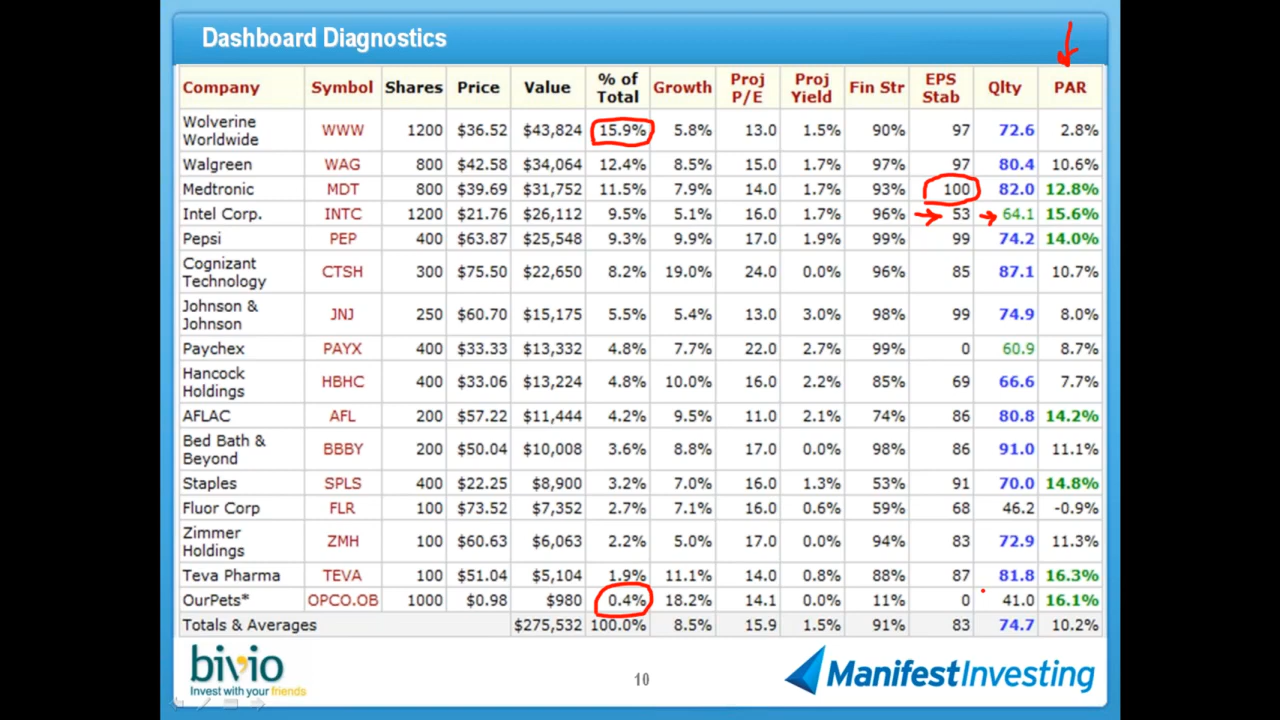 Dashboard Diagnostics
Company Symbol Shares Price Value % of Total Growth Proj P/E Proj Yield Fin Str EPS Stab Qlty PAR
Wolverine Worldwide WWW 1200 $36.52 $43,824 15.9% 5.8% 13.0 1.5% 90% 97 72.6 2.8%
Walgreen WAG 800 $42.58 $34,064 12.4% 8.5% 15.0 1.7% 97% 97 80.4 10.6%
Medtronic MDT 800 $39.69 $31,752 11.5% 7.9% 14.0 1.7% 93% 100 82.0 12.8%
Intel Corp. INTC 1200 $21.76 $26,112 9.5% 5.1% 16.0 1.7% 96% 53 64.1 15.6%
Pepsi PEP 400 $63.87 $25,548 9.3% 9.9% 17.0 1.9% 99% 99 74.2 14.0%
Cognizant Technology CTSH 300 $75.50 $22,650 8.2% 19.0% 24.0 0.0% 96% 85 87.1 10.7%
Johnson & Johnson JNJ 250 $60.70 $15,175 5.5% 5.4% 13.0 3.0% 98% 99 74.9 8.0%
Paychex PAYX 400 $33.33 $13,332 4.8% 7.7% 22.0 2.7% 99% 0 60.9 8.7%
Hancock Holdings HBHC 400 $33.06 $13,224 4.8% 10.0% 16.0 2.2% 85% 69 66.6 7.7%
AFLAC AFL 200 $57.22 $11,444 4.2% 9.5% 11.0 2.1% 74% 86 80.8 14.2%
Bed Bath & Beyond BBBY 200 $50.04 $10,008 3.6% 8.8% 17.0 0.0% 98% 86 91.0 11.1%
Staples SPLS 400 $22.25 $8,900 3.2% 7.0% 16.0 1.3% 53% 91 70.0 14.8%
Fluor Corp FLR 100 $73.52 $7,352 2.7% 7.1% 16.0 0.6% 59% 68 46.2 -0.9%
Zimmer Holdings ZMH 100 $60.63 $6,063 2.2% 5.0% 17.0 0.0% 94% 83 72.9 11.3%
Teva Pharma TEVA 100 $51.04 $5,104 1.9% 11.1% 14.0 0.8% 88% 87 81.8 16.3%
OurPets* OPCO.OB 1000 $0.98 $980 0.4% 18.2% 14.1 0.0% 11% 0 41.0 16.1%
Totals & Averages $275,532 100.0% 8.5% 15.9 1.5% 91% 83 74.7 10.2%
bivio
Invest with your friends
10
ManifestInvesting